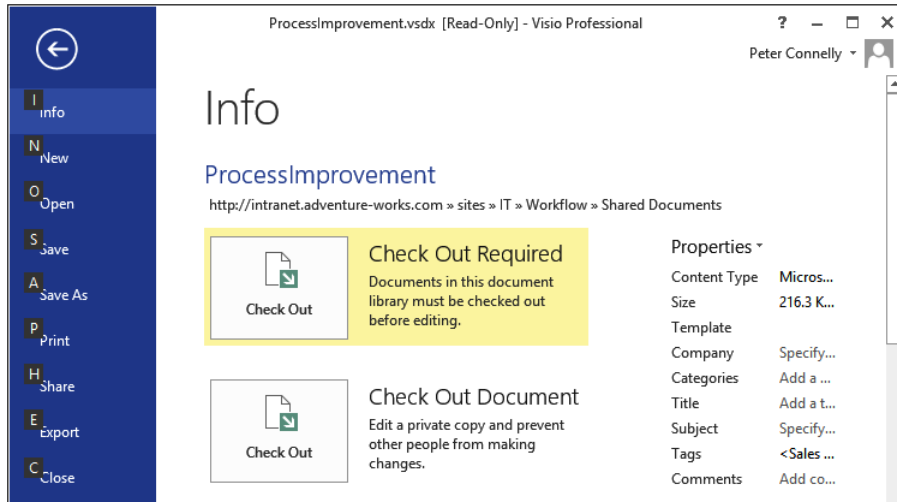 ProcessImprovement.vsdx [Read-Only] - Visio Professional
?
Peter Connelly
I
Info
N
New
O
Open
S
Save
A
Save As
P
Print
H
Share
E
Export
C
Close
Info
ProcessImprovement
http://intranet.adventure-works.com » sites » IT » Workflow » Shared Documents
Check Out
Check Out Required
Documents in this document
library must be checked out
before editing.
Check Out
Check Out Document
Edit a private copy and prevent
other people from making
changes.
Properties
Content Type Micros...
Size 216.3 K...
Template
Company Specify...
Categories Add a ...
Title Add a t...
Subject Specify...
Tags <Sales ...
Comments Add co...